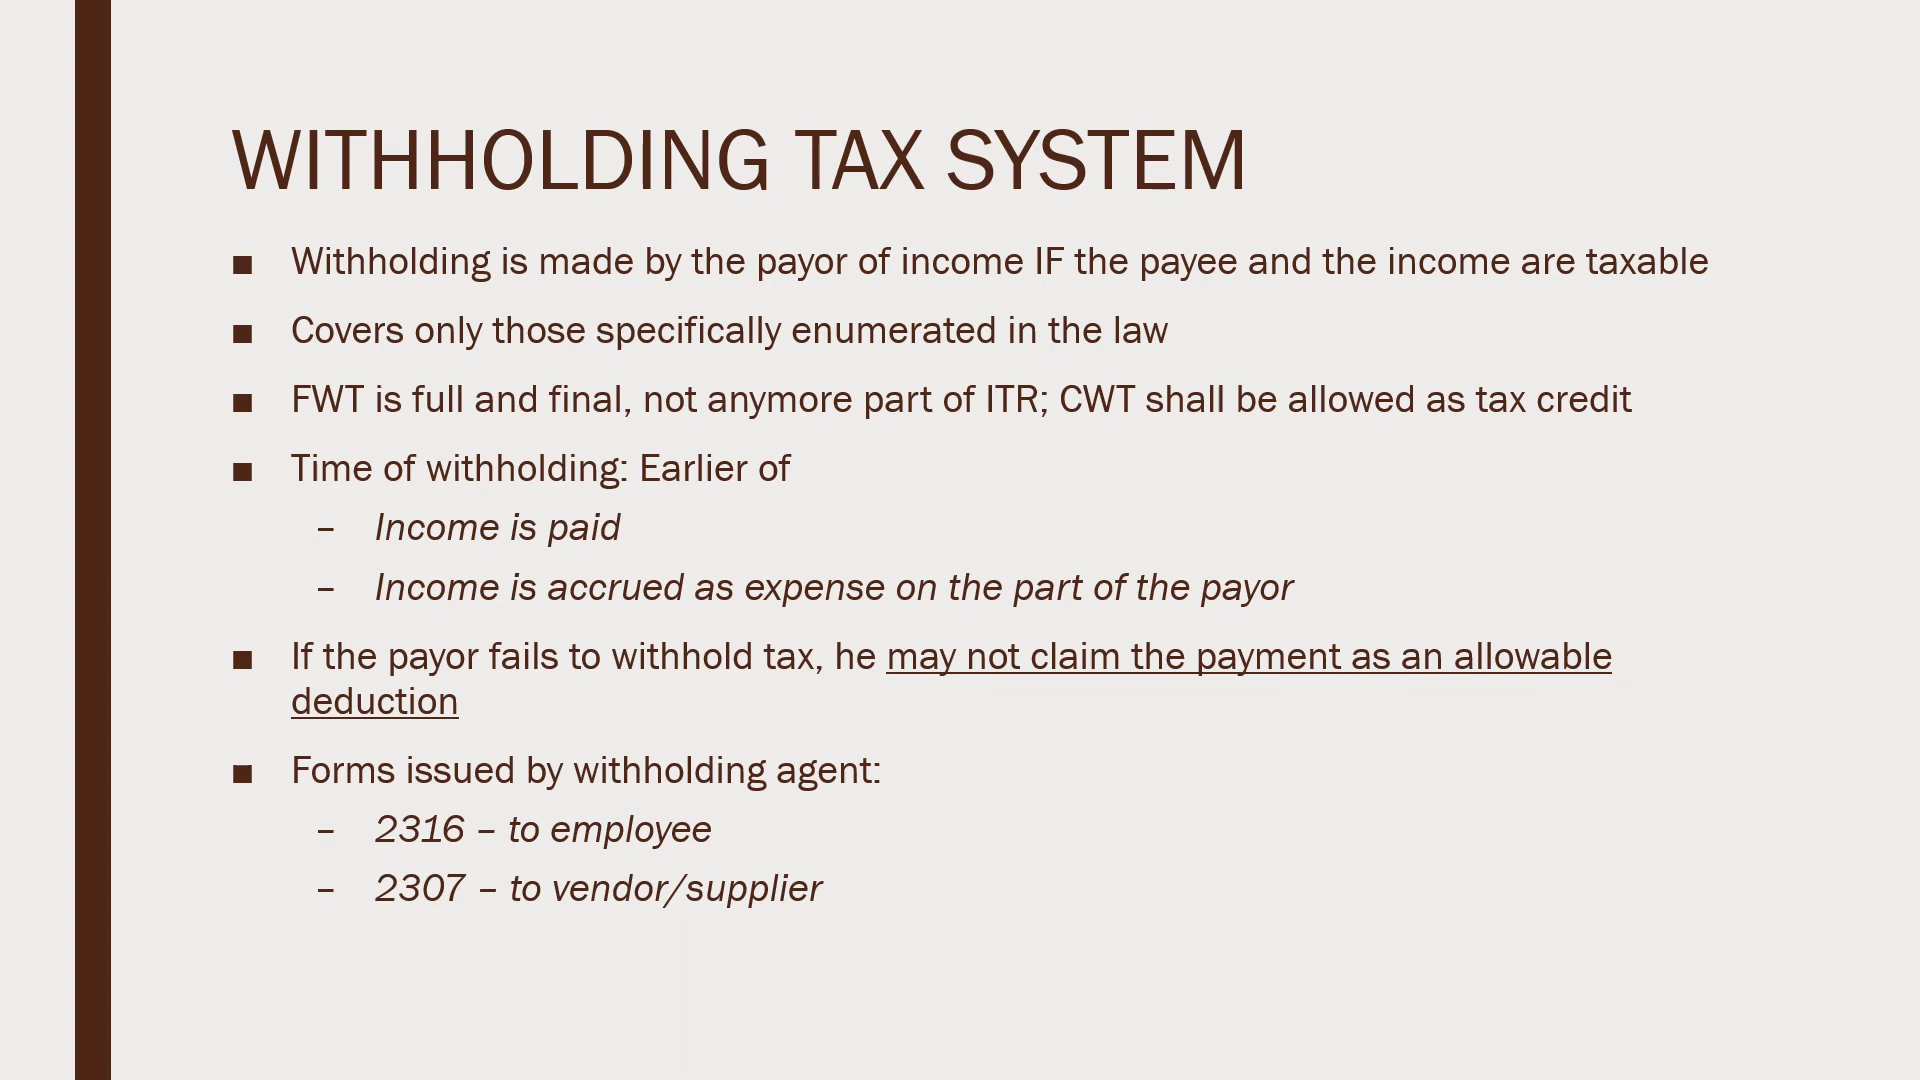 WITHHOLDING TAX SYSTEM
■ Withholding is made by the payor of income IF the payee and the income are taxable
■ Covers only those specifically enumerated in the law
■ FWT is full and final, not anymore part of ITR; CWT shall be allowed as tax credit
■ Time of withholding: Earlier of
– Income is paid
– Income is accrued as expense on the part of the payor
■ If the payor fails to withhold tax, he may not claim the payment as an allowable
deduction
■ Forms issued by withholding agent:
– 2316 – to employee
– 2307 – to vendor/supplier